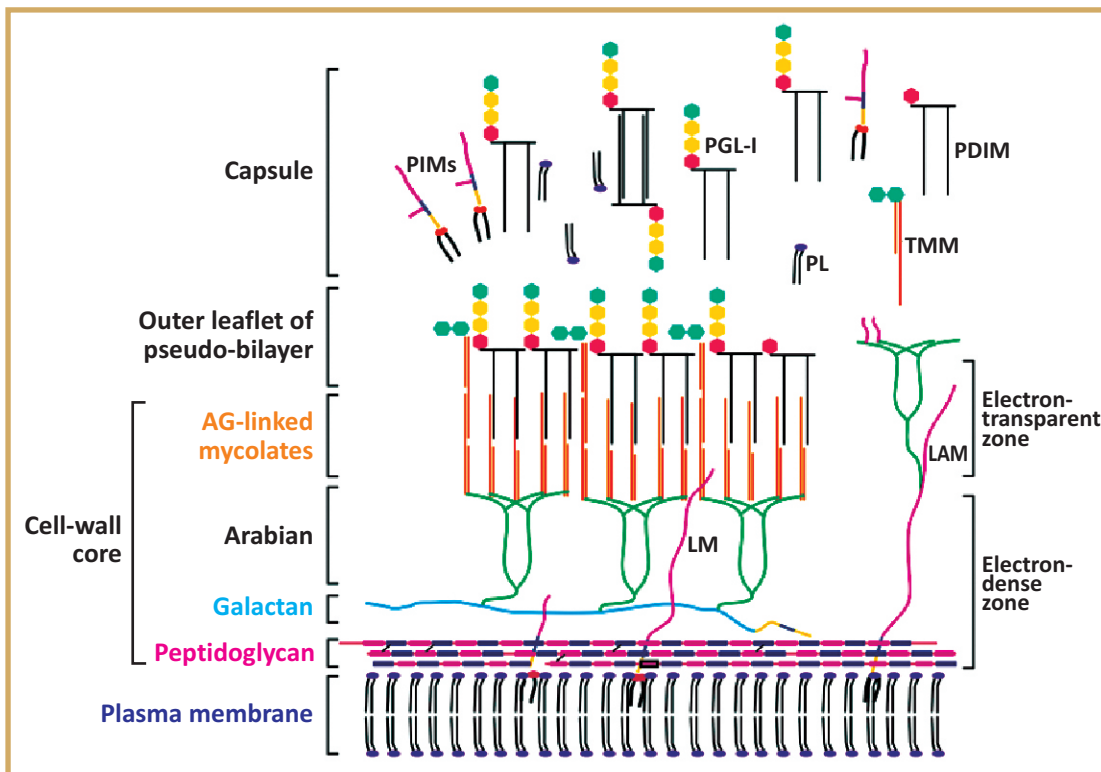 Capsule
PIMs
PGL-I
PDIM
TMM
PL
Outer leaflet of
pseudo-bilayer
AG-linked
mycolates
Electron-
transparent
zone
LAM
Cell-wall
core
Arabian
LM
Electron-
dense
zone
Galactan
Peptidoglycan
Plasma membrane